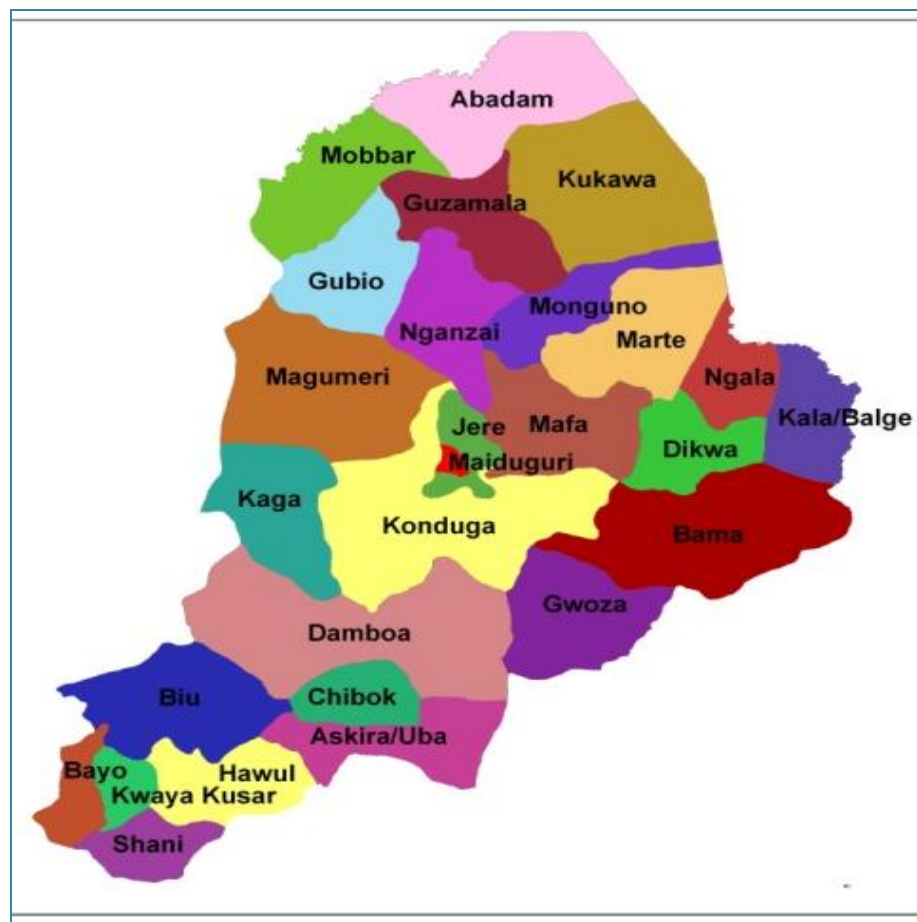 Abadam
Mobbar
Kukawa
Guzamala
Gubio
Monguno
Nganzai
Marte
Magumeri
Ngala
Kala/Balge
Jere
Mafa
Dikwa
Maiduguri
Kaga
Konduga
Bama
Gwoza
Damboa
Biu
Chibok
Askira/Uba
Bayo
Hawul
Kwaya Kusar
Shani